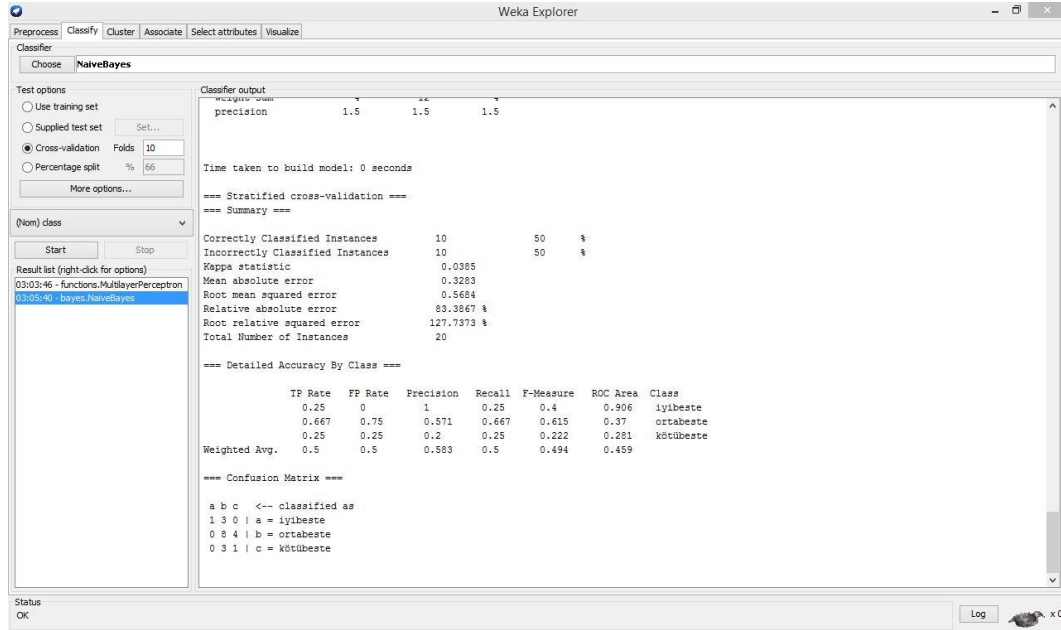 Weka Explorer
Preprocess Classify Cluster Associate Select attributes Visualize
Classifier
Choose NaiveBayes
Test options
Use training set
Supplied test set Set...
Cross-validation Folds 10
Percentage split % 66
More options...
(Nom) class
Start Stop
Result list (right-click for options)
03:03:46 - functions.MultilayerPerceptron
03:05:40 - bayes.NaiveBayes
Classifier output
weight sum 4 12 4
precision 1.5 1.5 1.5
Time taken to build model: 0 seconds
=== Stratified cross-validation ===
=== Summary ===
Correctly Classified Instances 10 50 %
Incorrectly Classified Instances 10 50 %
Kappa statistic 0.0385
Mean absolute error 0.3283
Root mean squared error 0.5684
Relative absolute error 83.3867 %
Root relative squared error 127.7373 %
Total Number of Instances 20
=== Detailed Accuracy By Class ===
TP Rate FP Rate Precision Recall F-Measure ROC Area Class
0.25 0 1 0.25 0.4 0.906 iyibeste
0.667 0.75 0.571 0.667 0.615 0.37 ortabeste
0.25 0.25 0.2 0.25 0.222 0.281 kötübeste
Weighted Avg. 0.5 0.5 0.583 0.5 0.494 0.459
=== Confusion Matrix ===
a b c <-- classified as
1 3 0 | a = iyibeste
0 8 4 | b = ortabeste
0 3 1 | c = kötübeste
Status
OK
Log
x 0